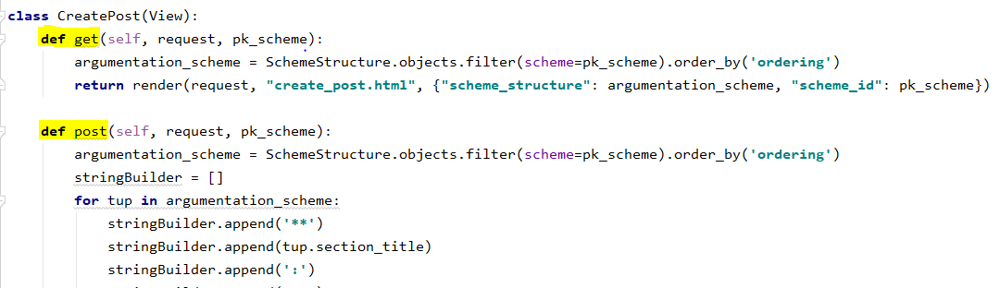 class CreatePost(View):
    def get(self, request, pk_scheme):
        argumentation_scheme = SchemeStructure.objects.filter(scheme=pk_scheme).order_by('ordering')
        return render(request, "create_post.html", {"scheme_structure": argumentation_scheme, "scheme_id": pk_scheme})
    def post(self, request, pk_scheme):
        argumentation_scheme = SchemeStructure.objects.filter(scheme=pk_scheme).order_by('ordering')
        stringBuilder = []
        for tup in argumentation_scheme:
            stringBuilder.append('**')
            stringBuilder.append(tup.section_title)
            stringBuilder.append(':')